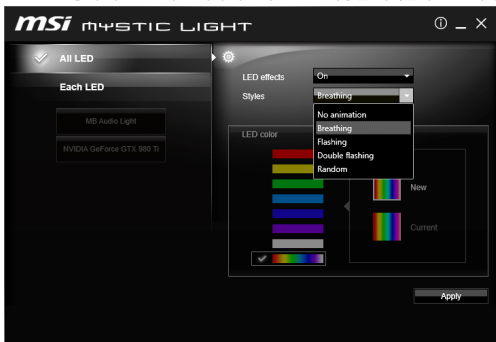 msi MYSTIC LIGHT
All LED
Each LED
MB Audio Light
NVIDIA GeForce GTX 980 Ti
LED effects
On
Styles
Breathing
No animation
Breathing
Flashing
Double flashing
Random
LED color
New
Current
Apply